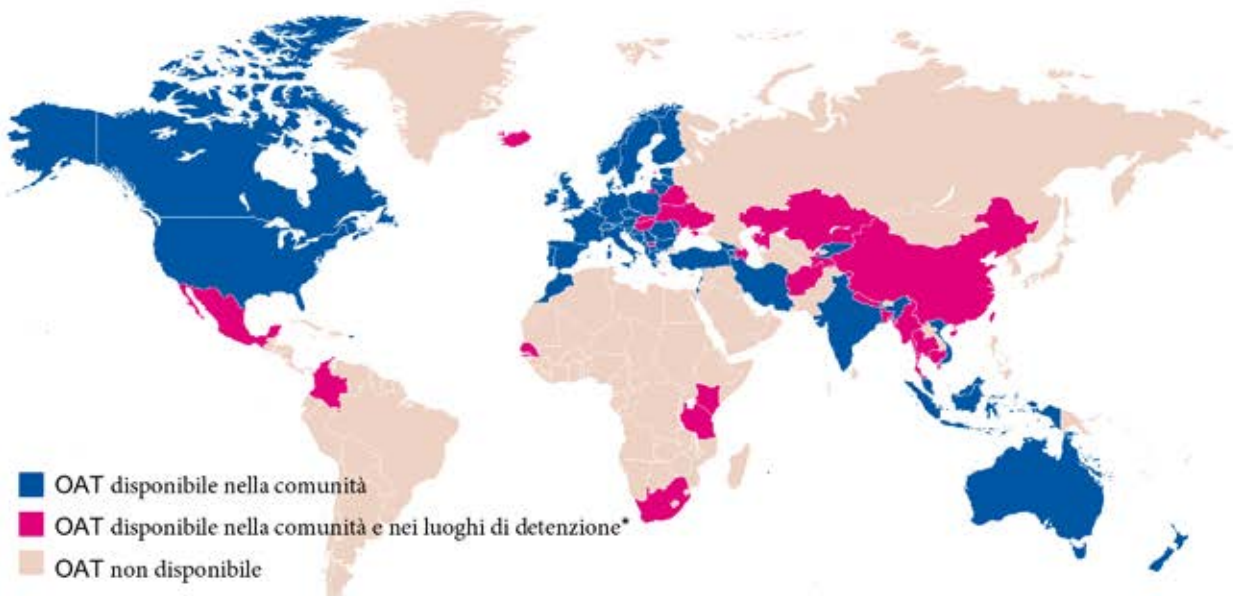 OAT disponibile nella comunità
OAT disponibile nella comunità e nei luoghi di detenzione*
OAT non disponibile